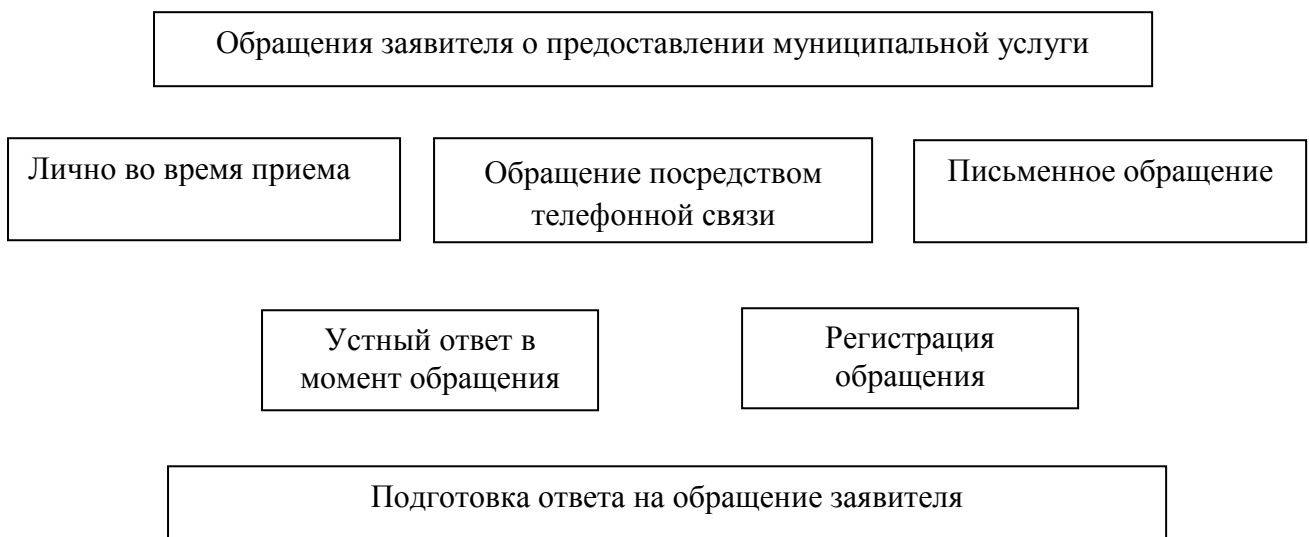 Обращения заявителя о предоставлении муниципальной услуги
Лично во время приема
Обращение посредством
телефонной связи
Письменное обращение
Устный ответ в
момент обращения
Регистрация
обращения
Подготовка ответа на обращение заявителя